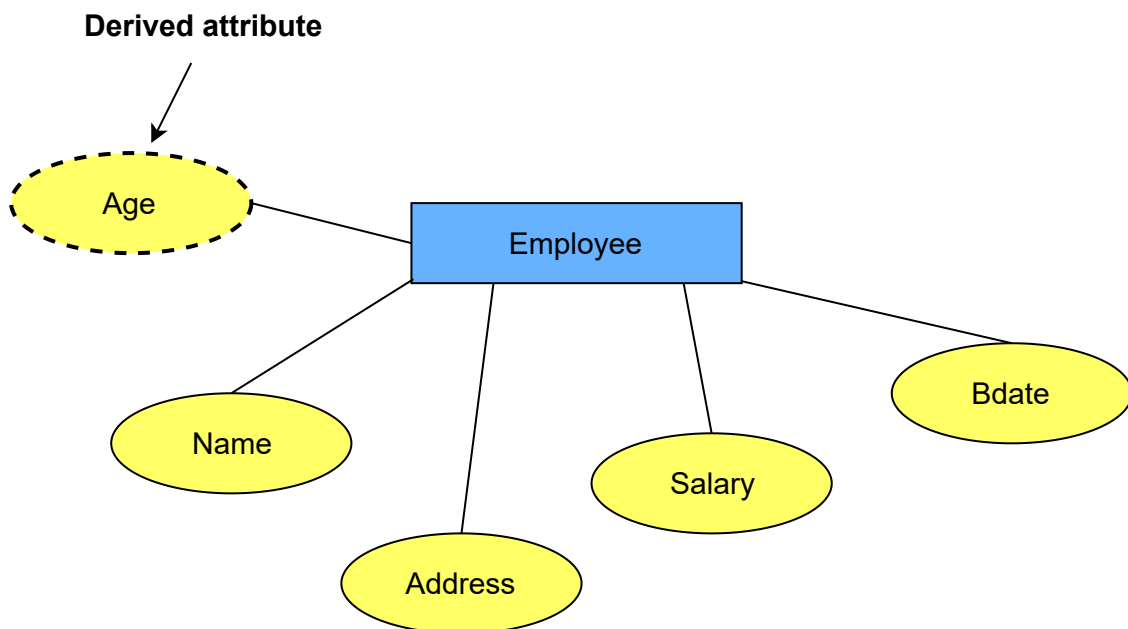 Derived attribute
Age
Employee
Bdate
Name
Salary
Address